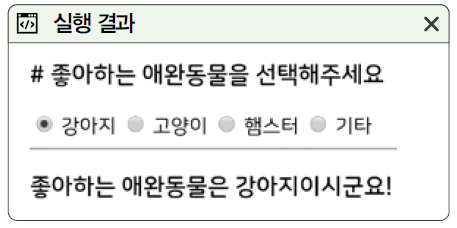 실행 결과
# 좋아하는 애완동물을 선택해주세요
강아지 고양이 햄스터 기타
좋아하는 애완동물은 강아지이시군요!